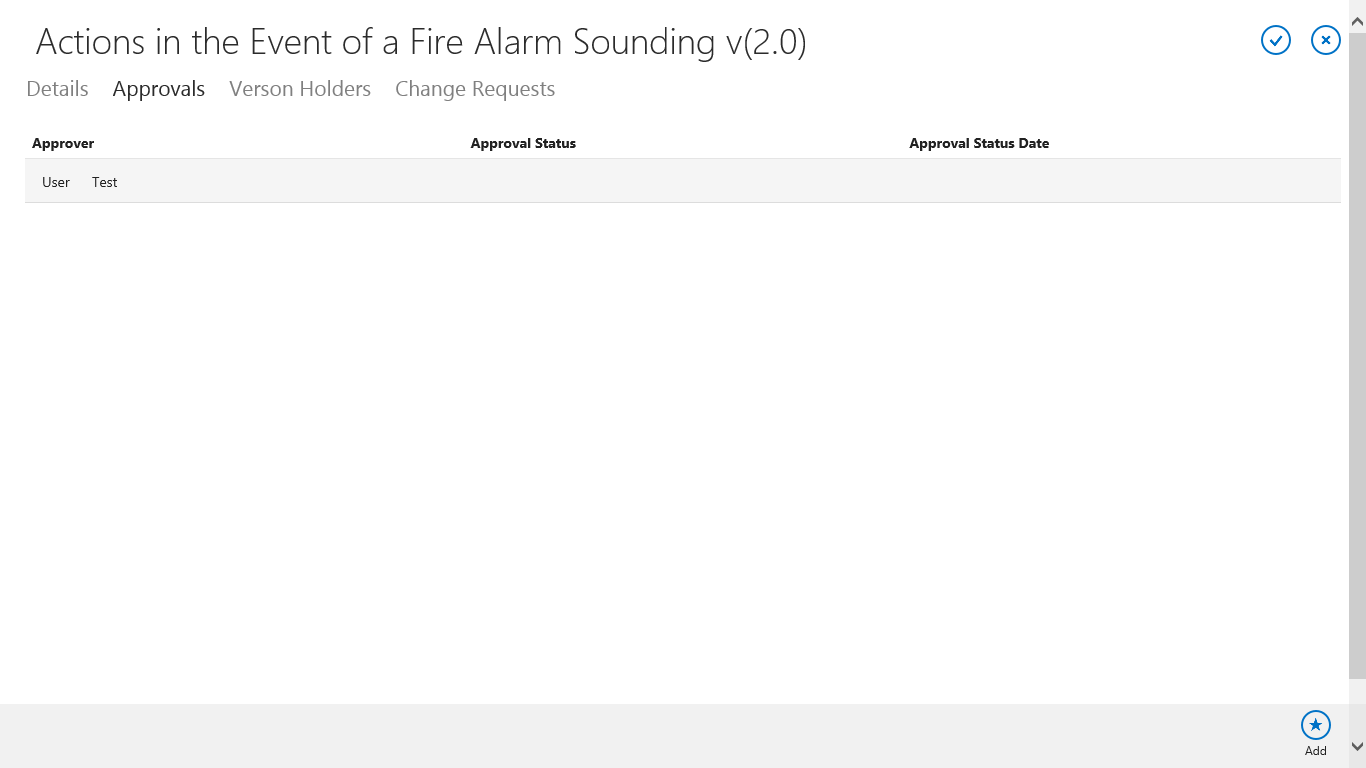 Actions in the Event of a Fire Alarm Sounding v(2.0)
Details Approvals Verson Holders Change Requests
Approver Approval Status Approval Status Date
User Test
Add